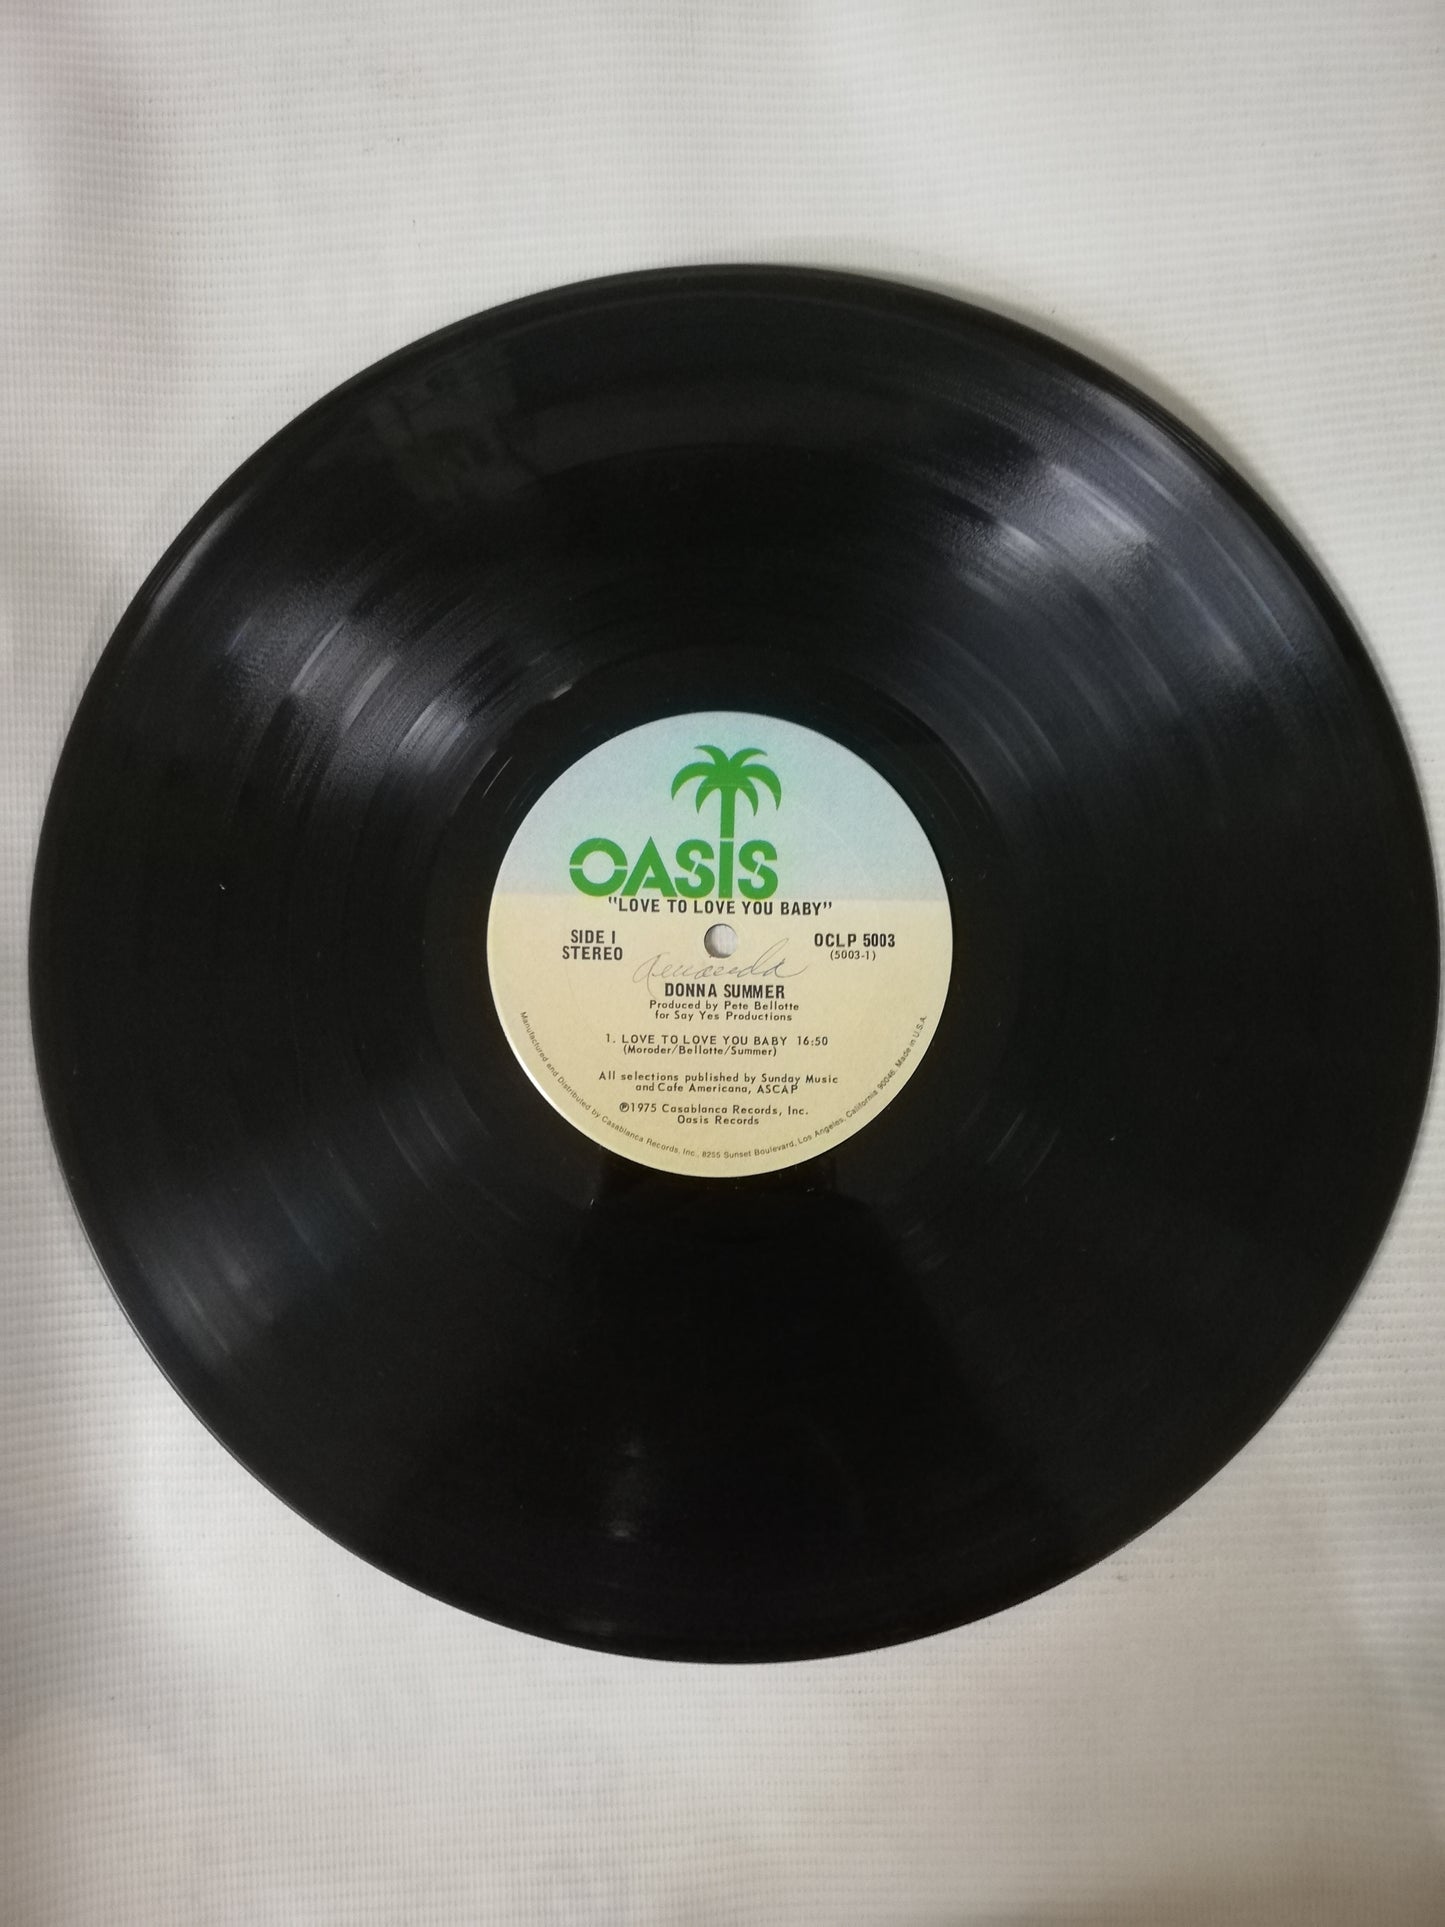 OASIS
"LOVE TO LOVE YOU BABY"
SIDE I
STEREO
OCLP 5003
(5003-1)
Amanda
DONNA SUMMER
Produced by Pete Bellotte
for Say Yes Productions
1. LOVE TO LOVE YOU BABY 16:50
(Moroder/Bellotte/Summer)
All selections published by Sunday Music
and Cafe Americana, ASCAP
℗1975 Casablanca Records, Inc.
Oasis Records
Manufactured and Distributed by Casablanca Records, Inc., 8255 Sunset Boulevard, Los Angeles, California 90046. Made in U.S.A.